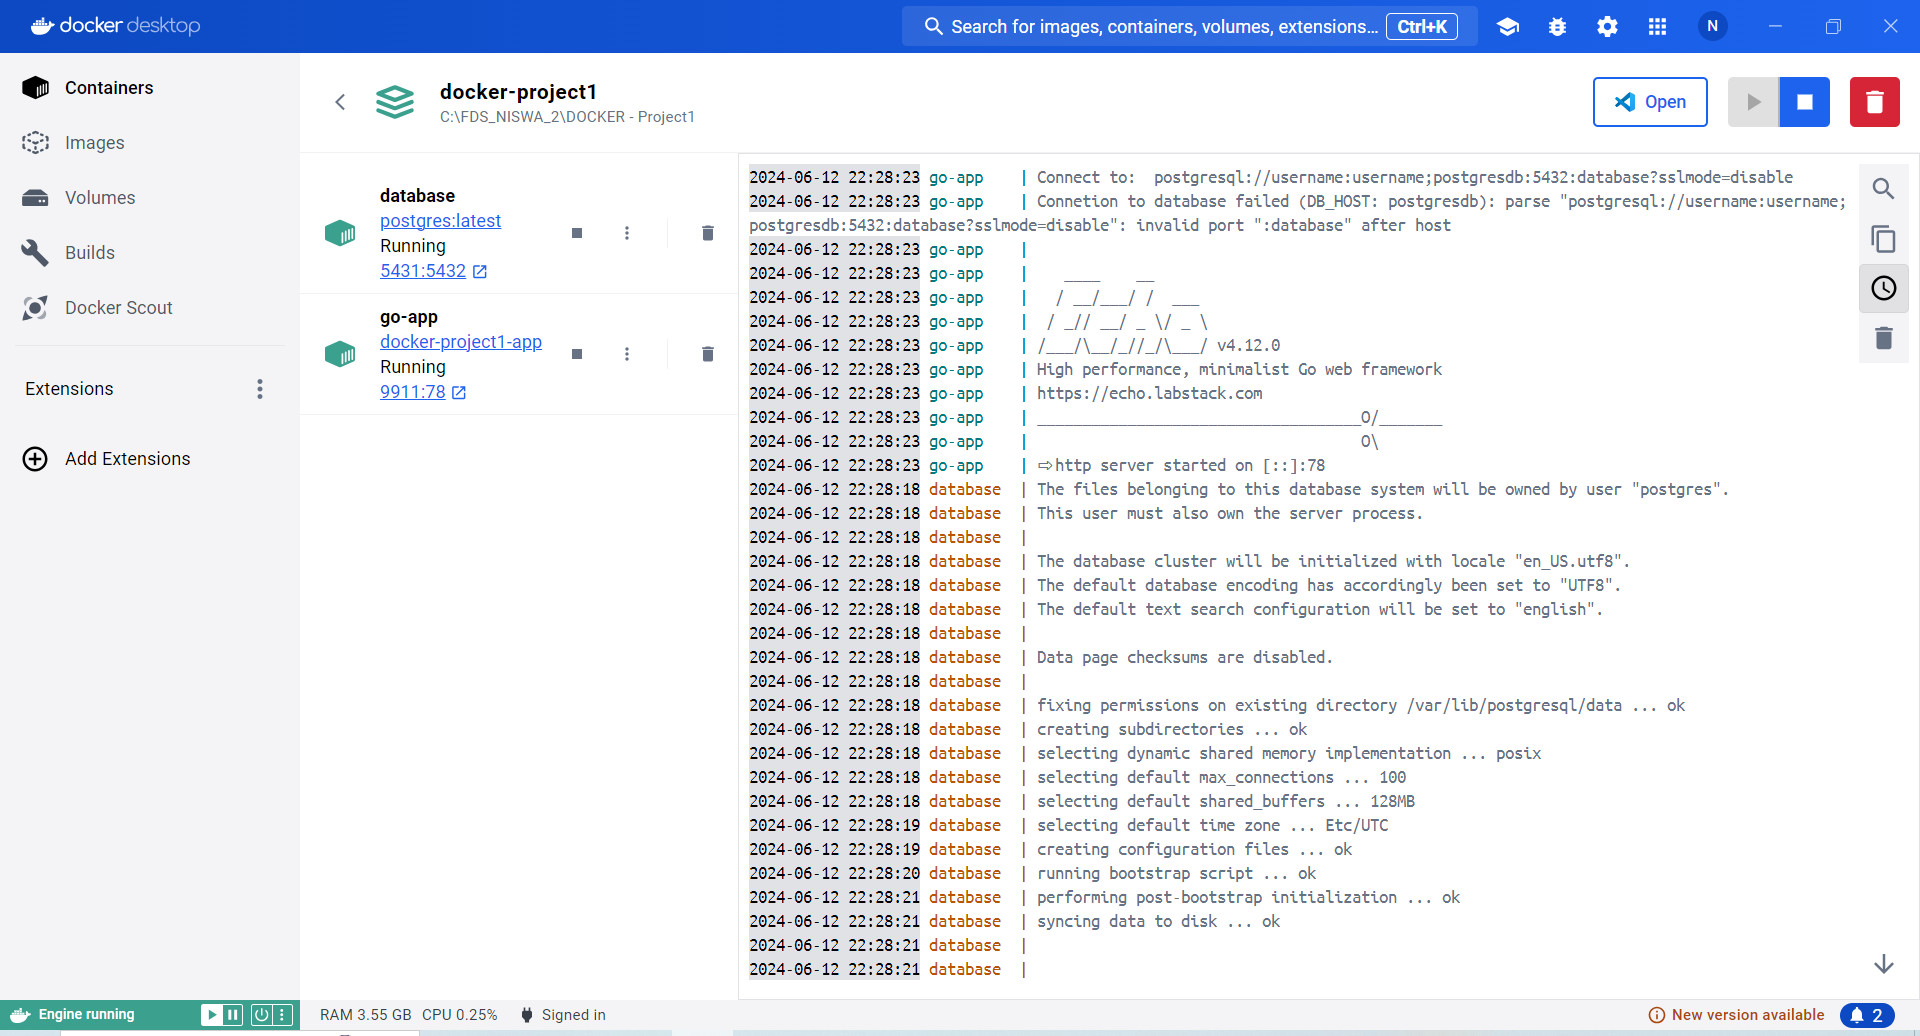 docker desktop
Search for images, containers, volumes, extensions... Ctrl+K
N
Containers
Images
Volumes
Builds
Docker Scout
Extensions
Add Extensions
docker-project1
C:\FDS_NISWA_2\DOCKER - Project1
Open
database
postgres:latest
Running
5431:5432
go-app
docker-project1-app
Running
9911:78
2024-06-12 22:28:23 go-app    | Connect to:  postgresql://username:username;postgresdb:5432:database?sslmode=disable
2024-06-12 22:28:23 go-app    | Connetion to database failed (DB_HOST: postgresdb): parse "postgresql://username:username;
postgresdb:5432:database?sslmode=disable": invalid port ":database" after host
2024-06-12 22:28:23 go-app    |
2024-06-12 22:28:23 go-app    |    ____    __
2024-06-12 22:28:23 go-app    |   / __/___/ /  ___
2024-06-12 22:28:23 go-app    |  / _// __/ _ \/ _ \
2024-06-12 22:28:23 go-app    | /___/\__/_//_/\___/ v4.12.0
2024-06-12 22:28:23 go-app    | High performance, minimalist Go web framework
2024-06-12 22:28:23 go-app    | https://echo.labstack.com
2024-06-12 22:28:23 go-app    | ____________________________________O/_______
2024-06-12 22:28:23 go-app    |                                     O\
2024-06-12 22:28:23 go-app    | ⇨ http server started on [::]:78
2024-06-12 22:28:18 database  | The files belonging to this database system will be owned by user "postgres".
2024-06-12 22:28:18 database  | This user must also own the server process.
2024-06-12 22:28:18 database  |
2024-06-12 22:28:18 database  | The database cluster will be initialized with locale "en_US.utf8".
2024-06-12 22:28:18 database  | The default database encoding has accordingly been set to "UTF8".
2024-06-12 22:28:18 database  | The default text search configuration will be set to "english".
2024-06-12 22:28:18 database  |
2024-06-12 22:28:18 database  | Data page checksums are disabled.
2024-06-12 22:28:18 database  |
2024-06-12 22:28:18 database  | fixing permissions on existing directory /var/lib/postgresql/data ... ok
2024-06-12 22:28:18 database  | creating subdirectories ... ok
2024-06-12 22:28:18 database  | selecting dynamic shared memory implementation ... posix
2024-06-12 22:28:18 database  | selecting default max_connections ... 100
2024-06-12 22:28:18 database  | selecting default shared_buffers ... 128MB
2024-06-12 22:28:19 database  | selecting default time zone ... Etc/UTC
2024-06-12 22:28:19 database  | creating configuration files ... ok
2024-06-12 22:28:20 database  | running bootstrap script ... ok
2024-06-12 22:28:21 database  | performing post-bootstrap initialization ... ok
2024-06-12 22:28:21 database  | syncing data to disk ... ok
2024-06-12 22:28:21 database  |
2024-06-12 22:28:21 database  |
Engine running
RAM 3.55 GB CPU 0.25% Signed in
New version available
2